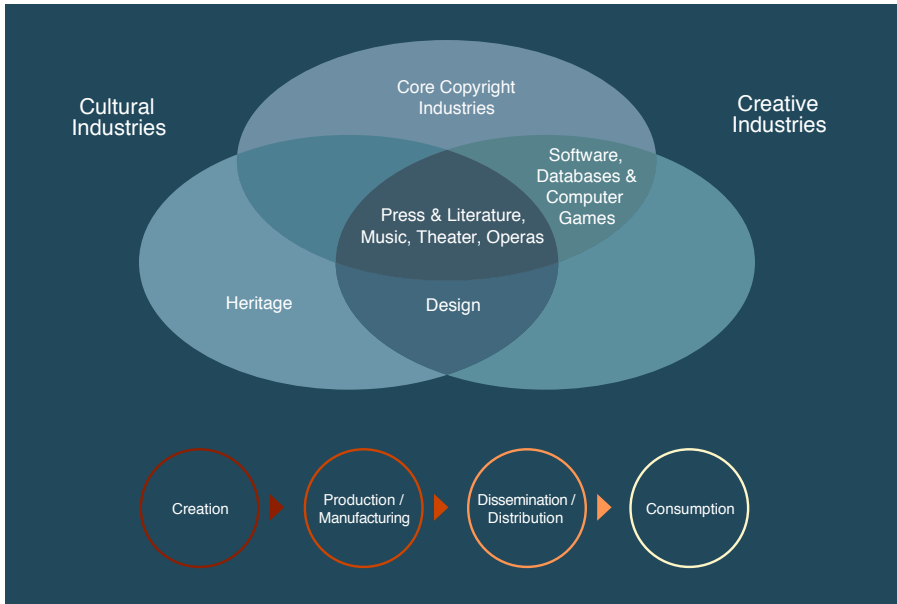 Cultural
Industries
Core Copyright
Industries
Creative
Industries
Software,
Databases &
Computer
Games
Press & Literature,
Music, Theater, Operas
Heritage
Design
Creation
Production /
Manufacturing
Dissemination /
Distribution
Consumption